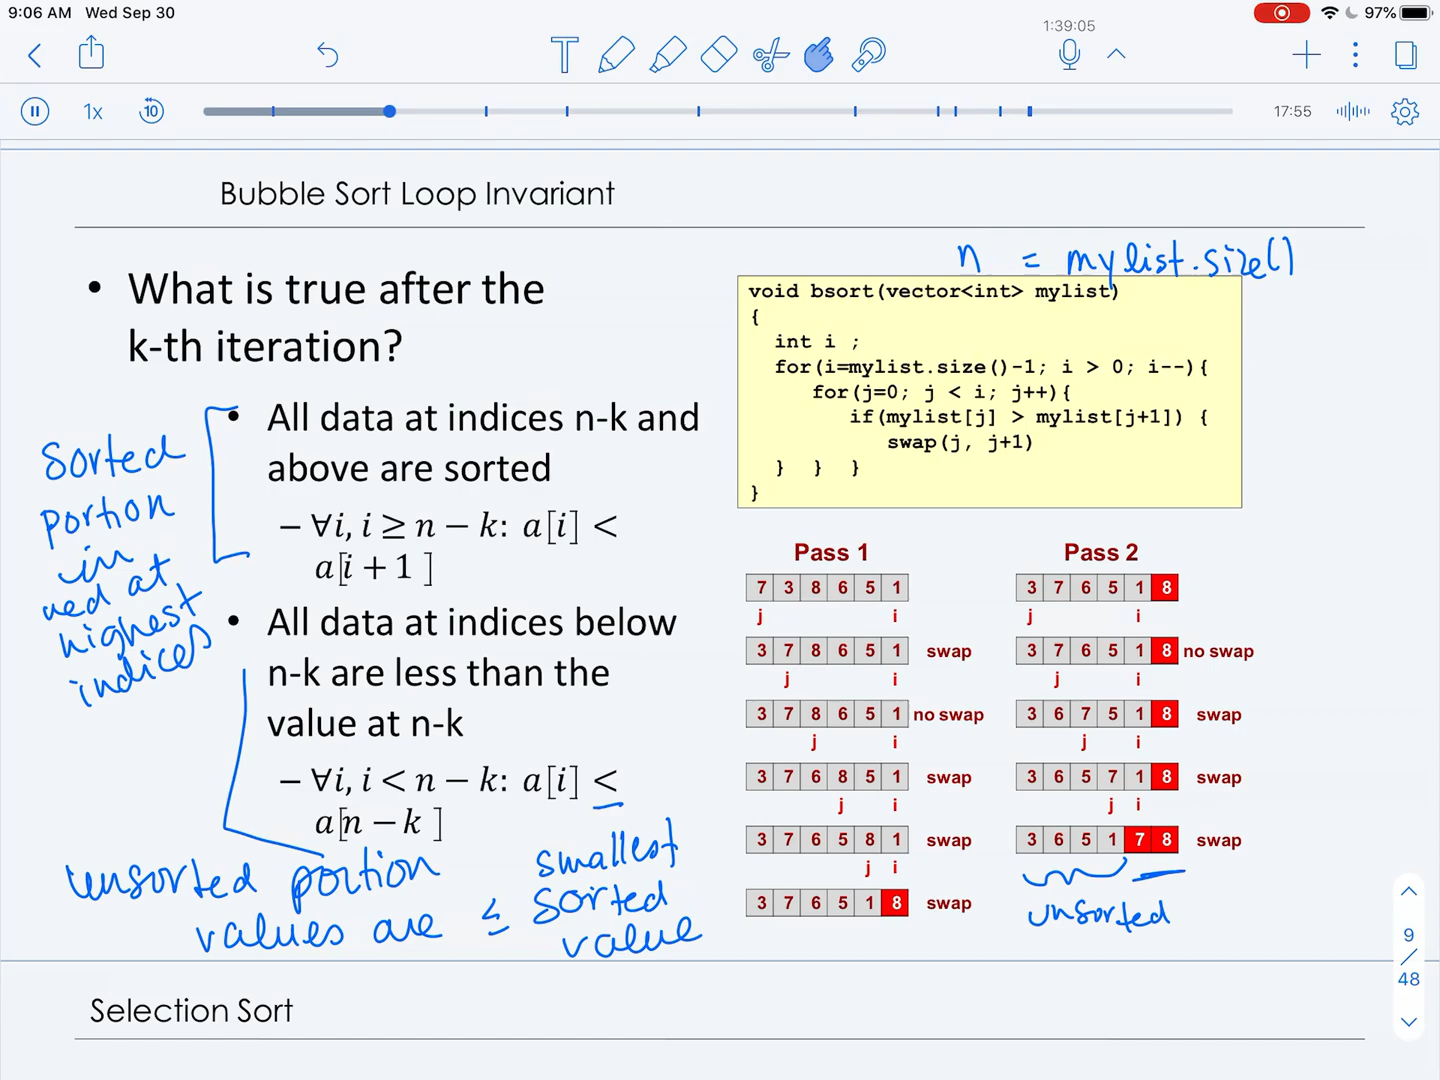 9:06 AM Wed Sep 30
97%
1:39:05
T
1x
10
17:55
Bubble Sort Loop Invariant
n = mylist.size()
• What is true after the
k-th iteration?
• All data at indices n-k and
above are sorted
– ∀i, i ≥ n − k: a[i] <
a[i + 1 ]
• All data at indices below
n-k are less than the
value at n-k
– ∀i, i < n − k: a[i] <
a[n − k ]
sorted
portion
in
at
highest
indices
unsorted portion
values are ≤
smallest
sorted
value
void bsort(vector<int> mylist)
{
int i ;
for(i=mylist.size()-1; i > 0; i--){
for(j=0; j < i; j++){
if(mylist[j] > mylist[j+1]) {
swap(j, j+1)
} } }
}
Pass 1
7 3 8 6 5 1
j i
3 7 8 6 5 1 swap
j i
3 7 8 6 5 1 no swap
j i
3 7 6 8 5 1 swap
j i
3 7 6 5 8 1 swap
j i
3 7 6 5 1 8 swap
Pass 2
3 7 6 5 1 8
j i
3 7 6 5 1 8 no swap
j i
3 6 7 5 1 8 swap
j i
3 6 5 7 1 8 swap
j i
3 6 5 1 7 8 swap
unsorted
9
/
48
Selection Sort